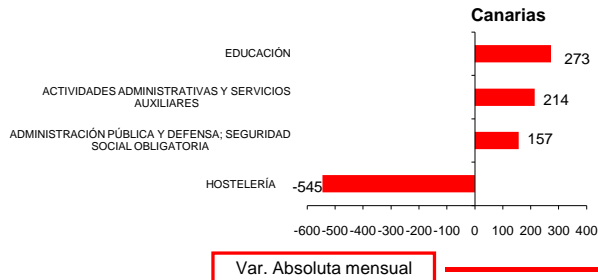 Canarias
EDUCACIÓN
273
ACTIVIDADES ADMINISTRATIVAS Y SERVICIOS
AUXILIARES
214
ADMINISTRACIÓN PÚBLICA Y DEFENSA; SEGURIDAD
SOCIAL OBLIGATORIA
157
HOSTELERÍA
-545
-600 -500 -400 -300 -200 -100 0 100 200 300 400
Var. Absoluta mensual